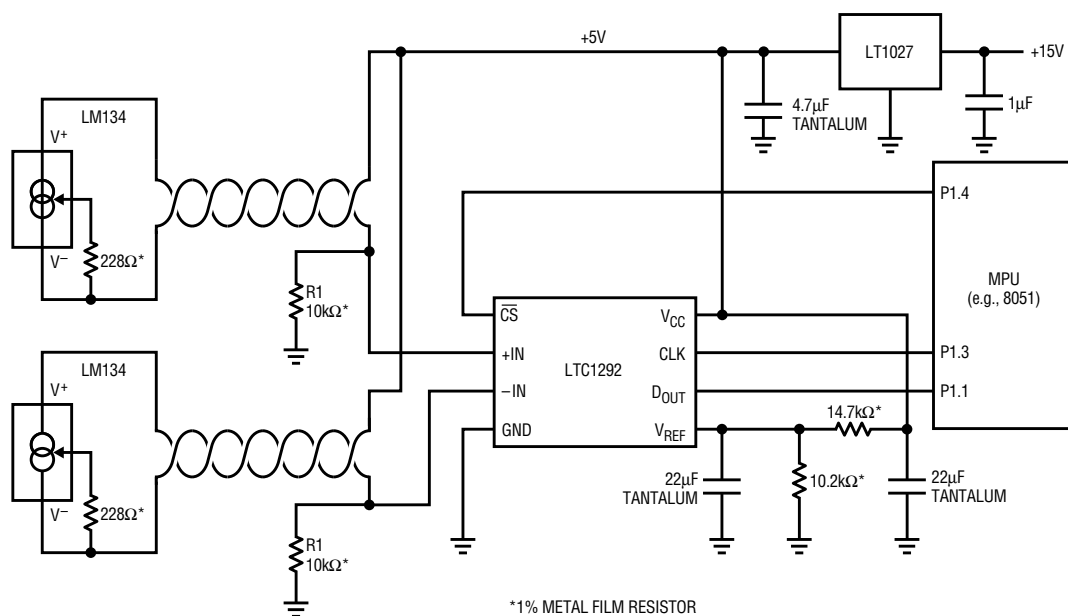 +5V
LT1027
+15V
LM134
V+
V−
228Ω*
4.7µF
TANTALUM
1µF
P1.4
MPU
(e.g., 8051)
P1.3
P1.1
R1
10kΩ*
CS
+IN
−IN
GND
LTC1292
VCC
CLK
DOUT
VREF
14.7kΩ*
10.2kΩ*
22µF
TANTALUM
22µF
TANTALUM
LM134
V+
V−
228Ω*
R1
10kΩ*
*1% METAL FILM RESISTOR